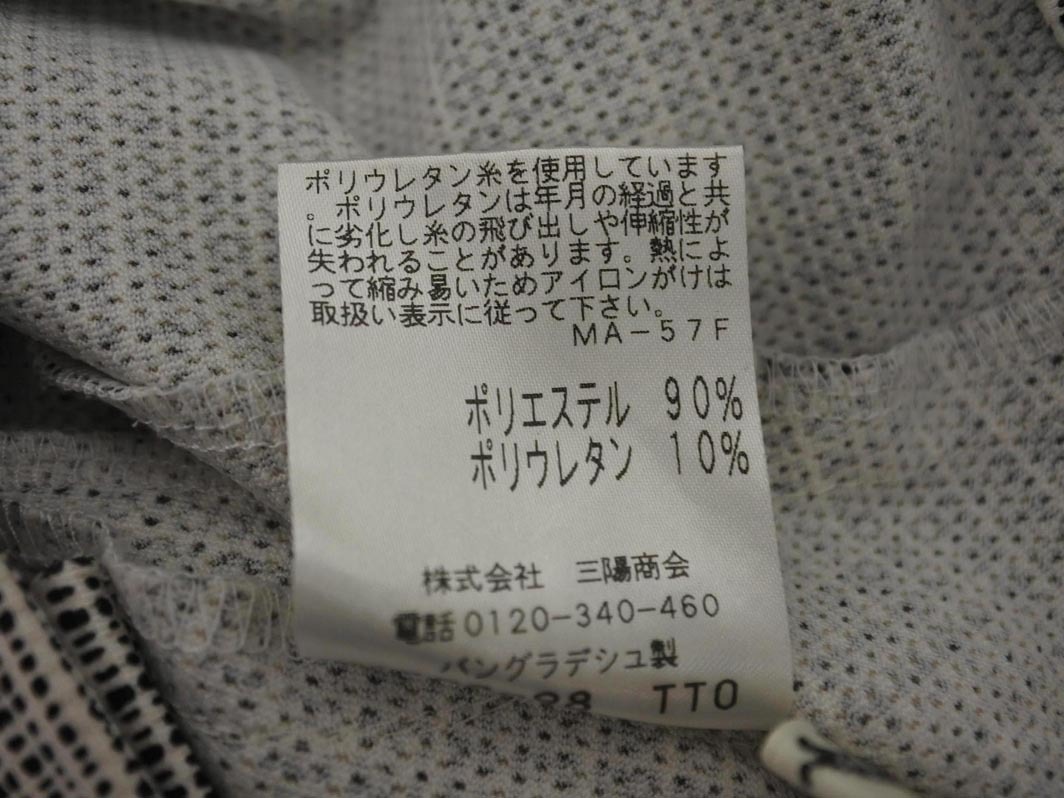 ポリウレタン糸を使用しています
。ポリウレタンは年月の経過と共
に劣化し糸の飛び出しや伸縮性が
失われることがあります。熱によ
って縮み易いためアイロンがけは
取扱い表示に従って下さい。
MA-57F
ポリエステル 90%
ポリウレタン 10%
株式会社 三陽商会
電話0120-340-460
バングラデシュ製
TTO